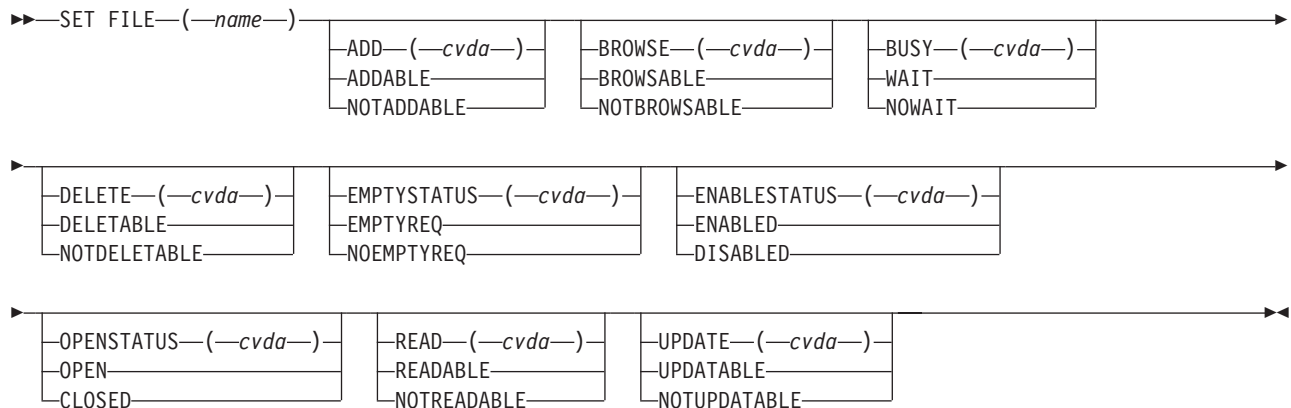 SET FILE ( name )
ADD ( cvda ) BROWSE ( cvda ) BUSY ( cvda )
ADDABLE BROWSABLE WAIT
NOTADDABLE NOTBROWSABLE NOWAIT
DELETE ( cvda ) EMPTYSTATUS ( cvda ) ENABLESTATUS ( cvda )
DELETABLE EMPTYREQ ENABLED
NOTDELETABLE NOEMPTYREQ DISABLED
OPENSTATUS ( cvda ) READ ( cvda ) UPDATE ( cvda )
OPEN READABLE UPDATABLE
CLOSED NOTREADABLE NOTUPDATABLE